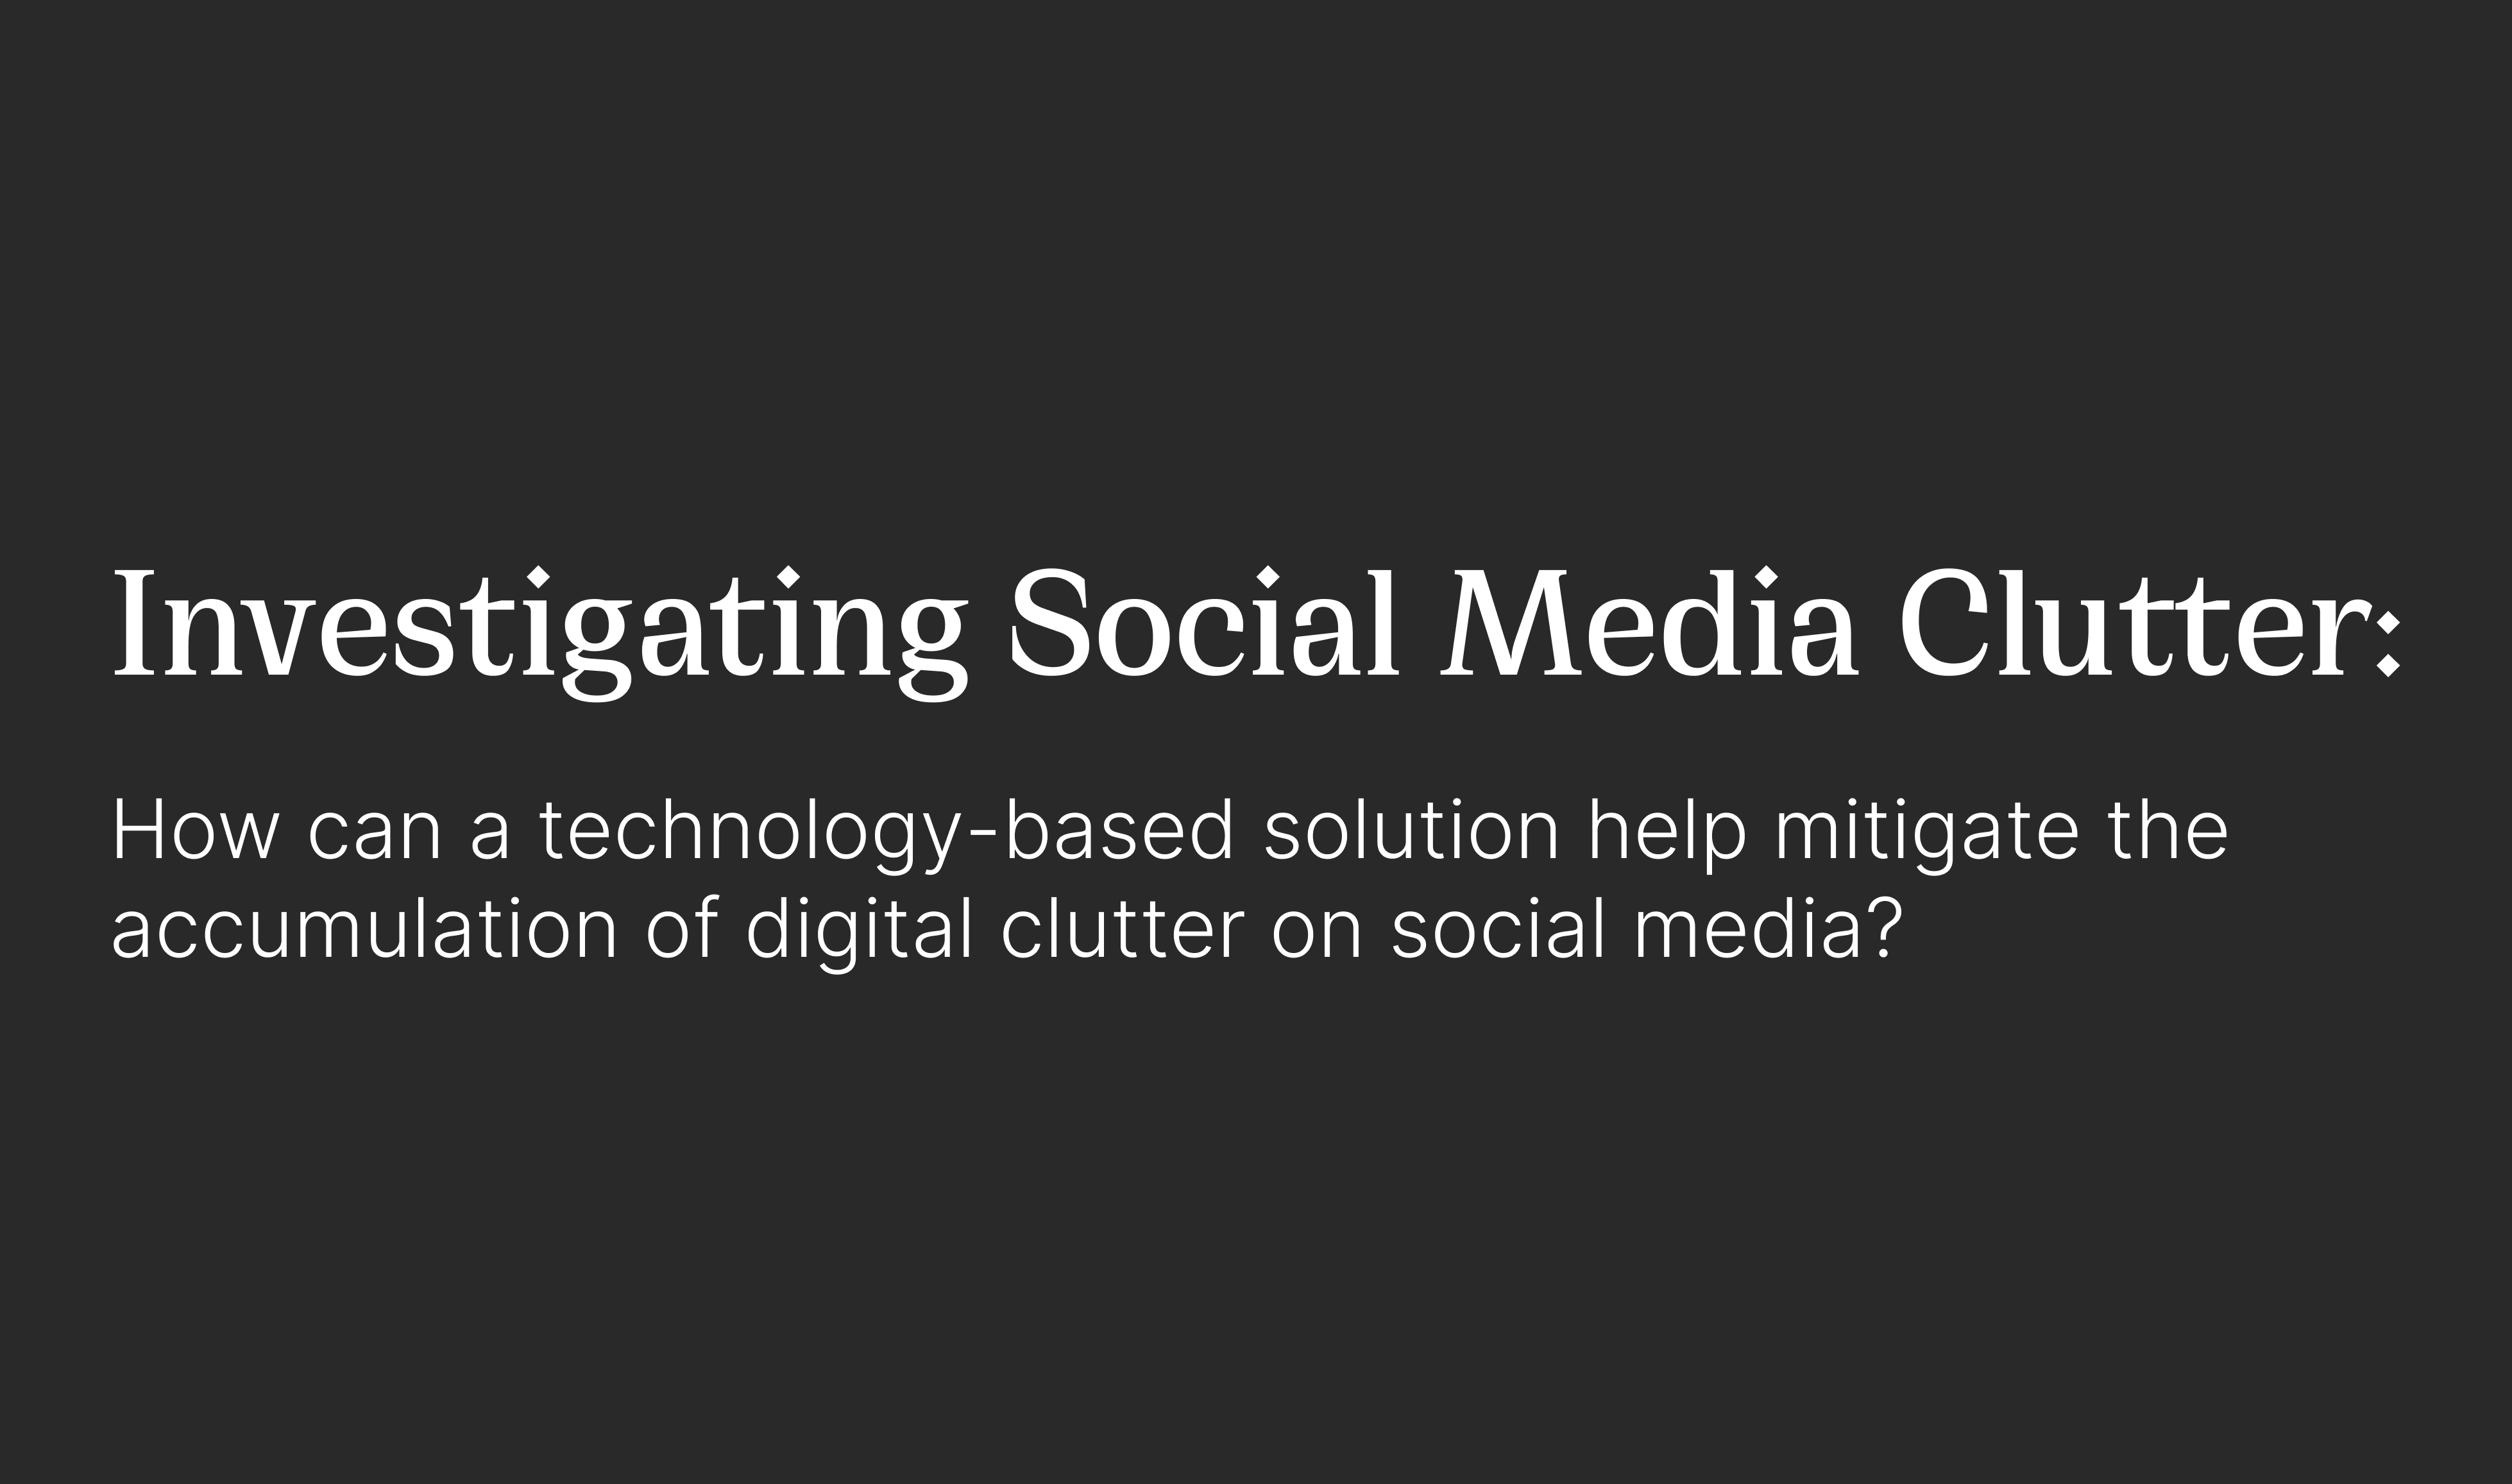 Investigating Social Media Clutter:
How can a technology-based solution help mitigate the
accumulation of digital clutter on social media?